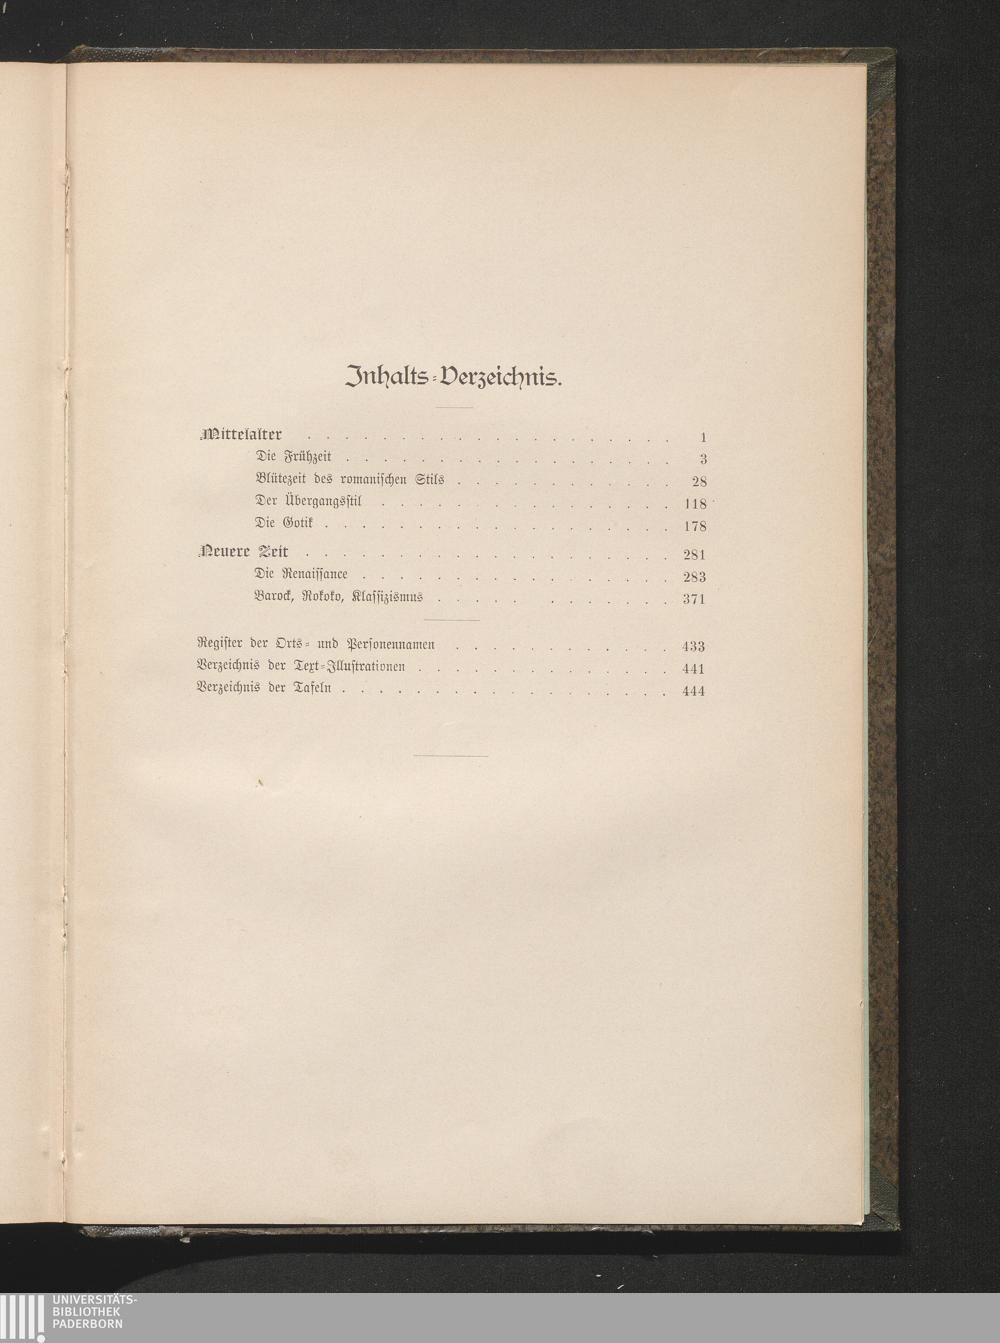 Inhalts-Verzeichnis.
Mittelalter . . . . . . . . . . . . . . . . . . . . 1
Die Frühzeit . . . . . . . . . . . . . . . . . . 3
Blütezeit des romanischen Stils . . . . . . . . . . . . 28
Der Übergangsstil . . . . . . . . . . . . . . . . 118
Die Gotik . . . . . . . . . . . . . . . . . . . 178
Neuere Zeit . . . . . . . . . . . . . . . . . . . . 281
Die Renaissance . . . . . . . . . . . . . . . . . 283
Barock, Rokoko, Klassizismus . . . . . . . . . . . . 371
Register der Orts- und Personennamen . . . . . . . . . . . . 433
Verzeichnis der Text-Illustrationen . . . . . . . . . . . . . . 441
Verzeichnis der Tafeln . . . . . . . . . . . . . . . . . . 444
UNIVERSITÄTS-
BIBLIOTHEK
PADERBORN